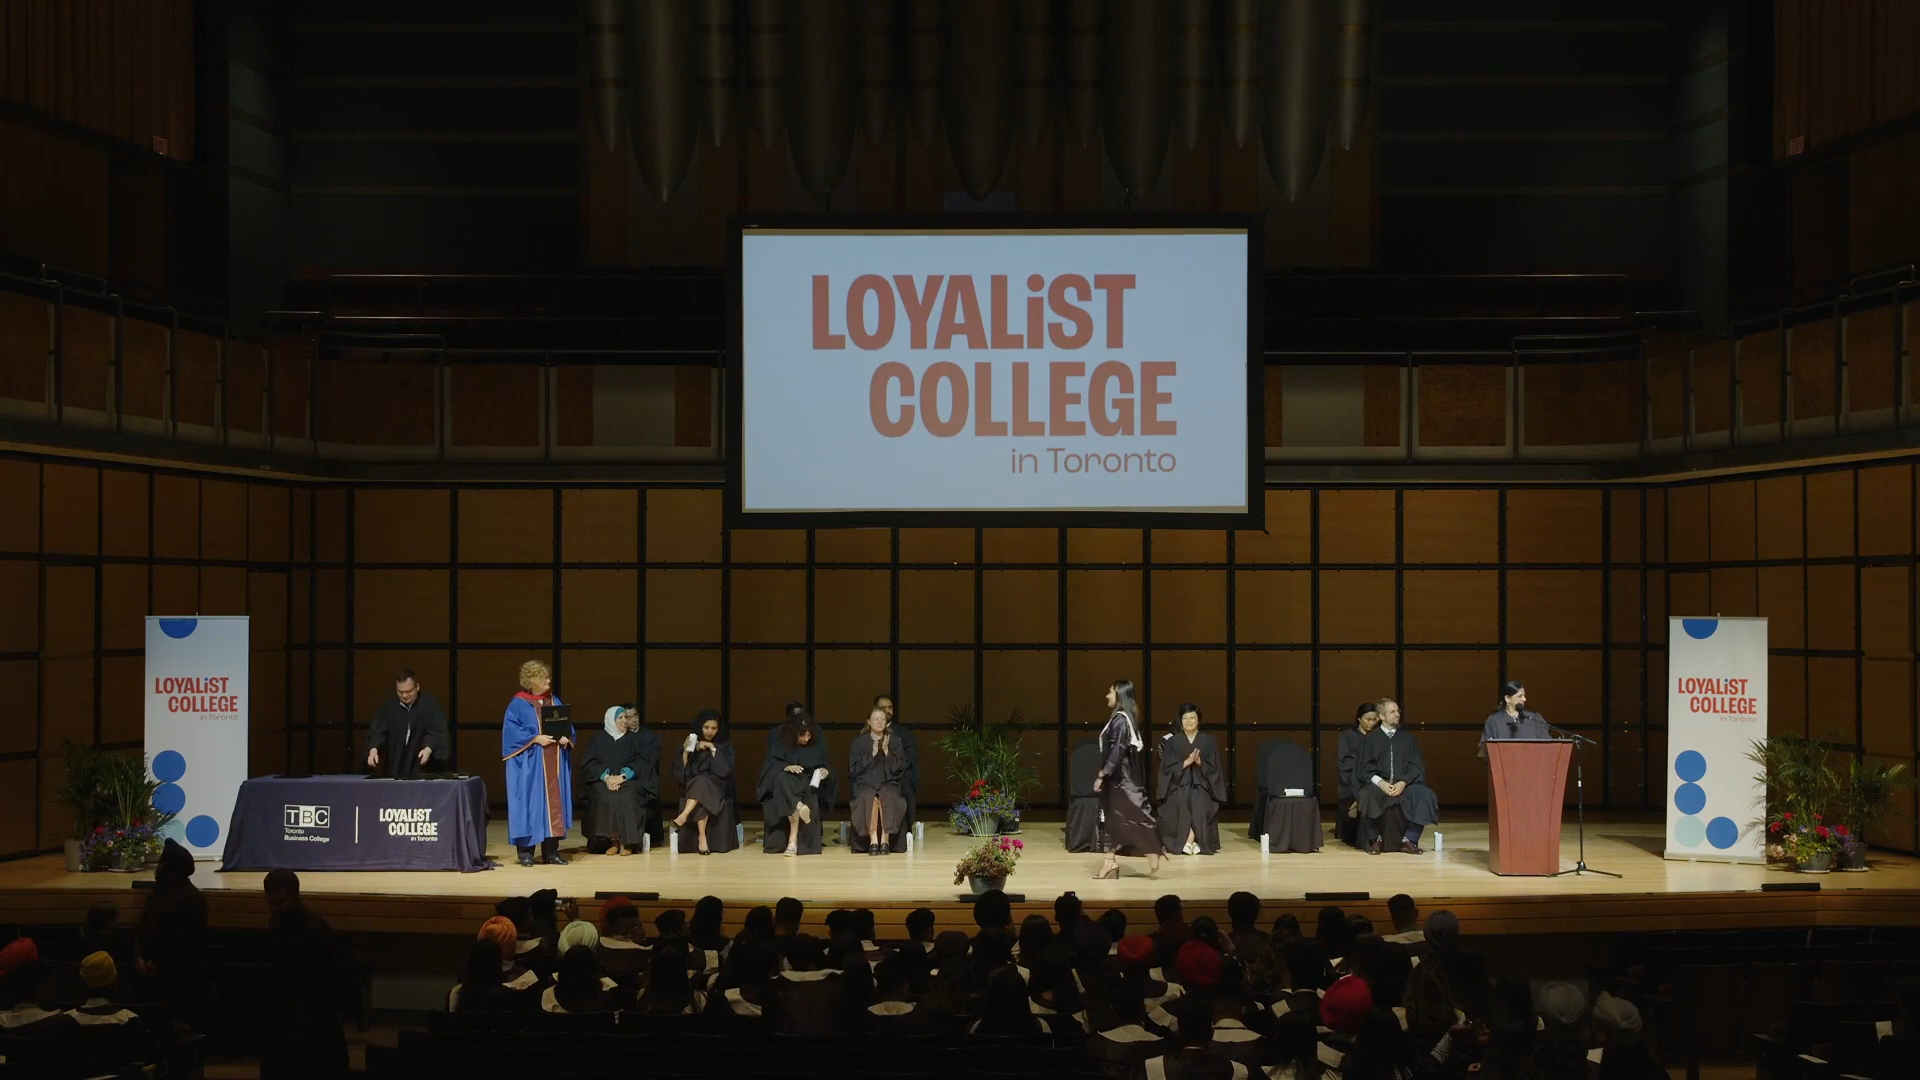 LOYALiST
COLLEGE
in Toronto
LOYALiST
COLLEGE
in Toronto
LOYALiST
COLLEGE
in Toronto
TBC
Toronto
Business College
LOYALiST
COLLEGE
in Toronto